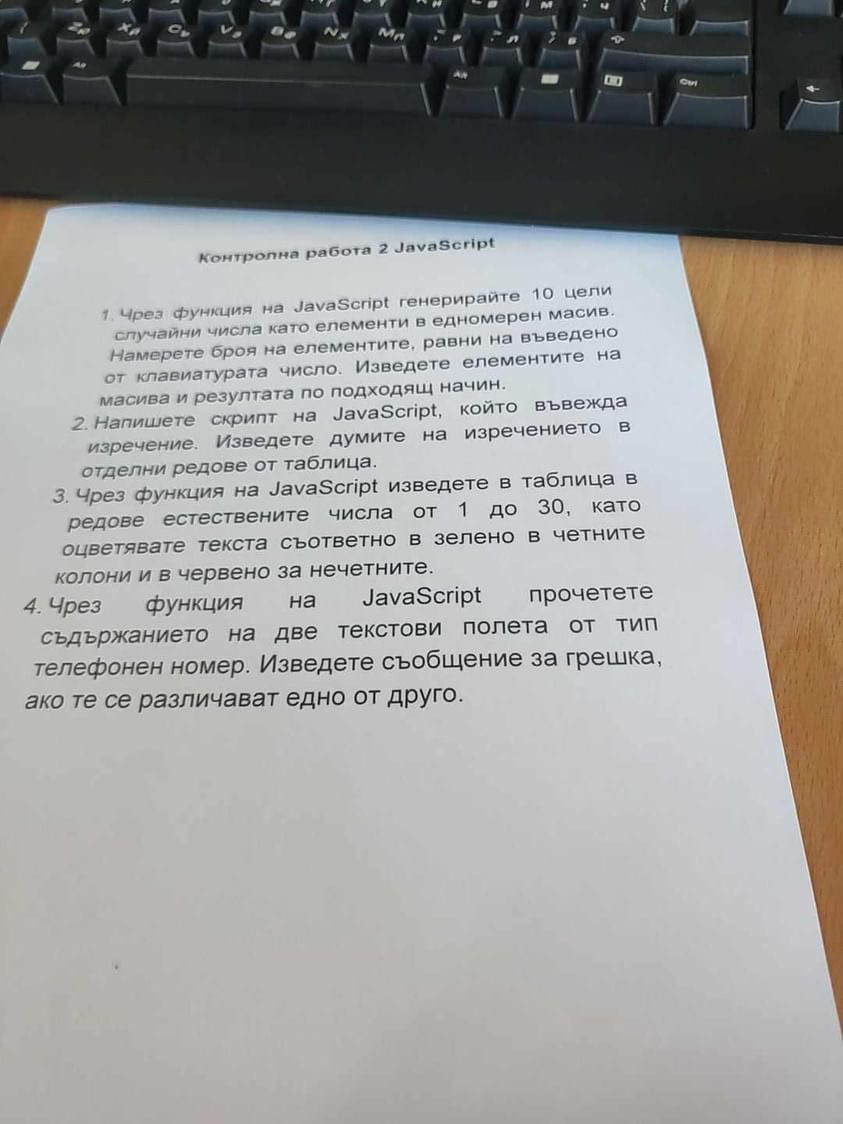 Alt
Alt
Ctrl
Контролна работа 2 JavaScript
1. Чрез функция на JavaScript генерирайте 10 цели
случайни числа като елементи в едномерен масив.
Намерете броя на елементите, равни на въведено
от клавиатурата число. Изведете елементите на
масива и резултата по подходящ начин.
2. Напишете скрипт на JavaScript, който въвежда
изречение. Изведете думите на изречението в
отделни редове от таблица.
3. Чрез функция на JavaScript изведете в таблица в
редове естествените числа от 1 до 30, като
оцветявате текста съответно в зелено в четните
колони и в червено за нечетните.
4. Чрез функция на JavaScript прочетете
съдържанието на две текстови полета от тип
телефонен номер. Изведете съобщение за грешка,
ако те се различават едно от друго.